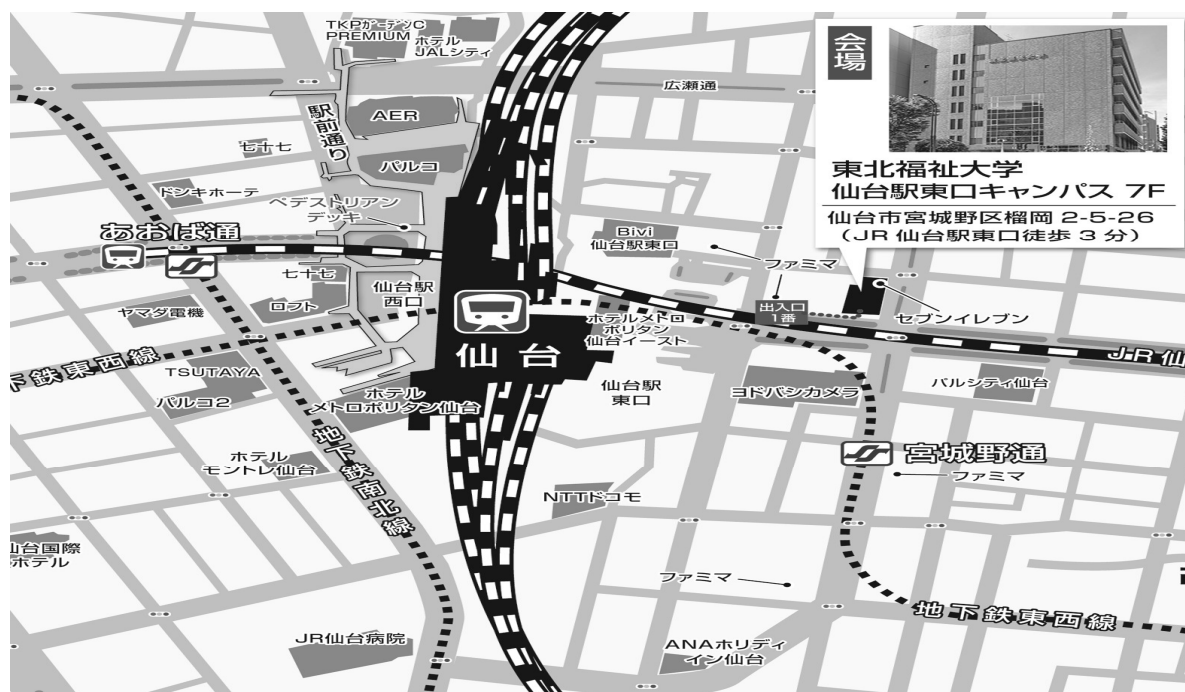 TKPガーデンC
PREMIUM
ホテル
JALシティ
広瀬通
会場
駅前通り
AER
七十七
パルコ
ドンキホーテ
ペデストリアン
デッキ
東北福祉大学
仙台駅東口キャンパス 7F
仙台市宮城野区榴岡 2-5-26
(JR 仙台駅東口徒歩 3 分)
あおば通
Bivi
仙台駅東口
ファミマ
七十七
仙台駅
西口
ロフト
ヤマダ電機
出入口
1番
セブンイレブン
ホテルメトロ
ポリタン
仙台イースト
仙台
JR 仙
下鉄東西線
TSUTAYA
パルコ2
ホテル
メトロポリタン仙台
仙台駅
東口
ヨドバシカメラ
パルシティ仙台
地下鉄南北線
ホテル
モントレ仙台
宮城野通
ファミマ
NTTドコモ
仙台国際
ホテル
ファミマ
地下鉄東西線
JR仙台病院
ANAホリディ
イン仙台